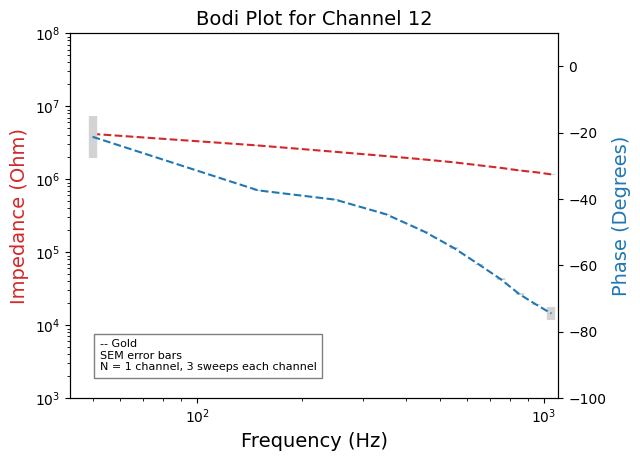 Bodi Plot for Channel 12
Impedance (Ohm)
10^8
10^7
10^6
10^5
10^4
10^3
-- Gold
SEM error bars
N = 1 channel, 3 sweeps each channel
10^2
10^3
Frequency (Hz)
0
−20
−40
−60
−80
−100
Phase (Degrees)